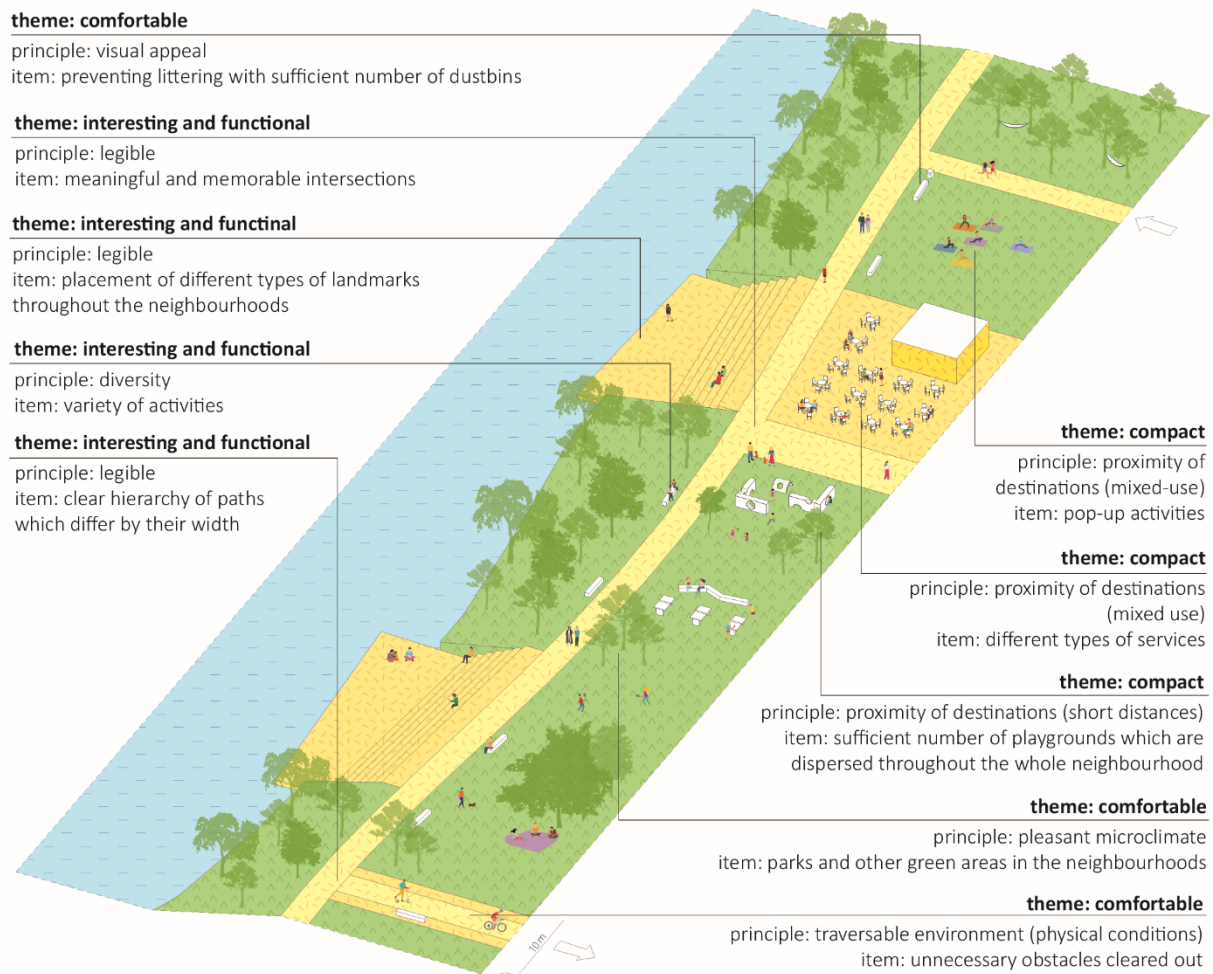 theme: comfortable
principle: visual appeal
item: preventing littering with sufficient number of dustbins
theme: interesting and functional
principle: legible
item: meaningful and memorable intersections
theme: interesting and functinal
principle: legible
item: placement of different types of landmarks
throughout the neighbourhoods
theme: interesting and functional
principle: diversity
item: variety of activities
theme: interesting and functional
principle: legible
item: clear hierarchy of paths
which differ by their width
theme: compact
principle: proximity of
destinations (mixed-use)
item: pop-up activities
theme: compact
principle: proximity of destinations
(mixed use)
item: different types of services
theme: compact
principle: proximity of destinations (short distances)
item: sufficient number of playgrounds which are
dispersed throughout the whole neighbourhood
theme: comfortable
principle: pleasant microclimate
item: parks and other green areas in the neighbourhoods
theme: comfortable
principle: traversable environment (physical conditions)
item: unnecessary obstacles cleared out
10 m